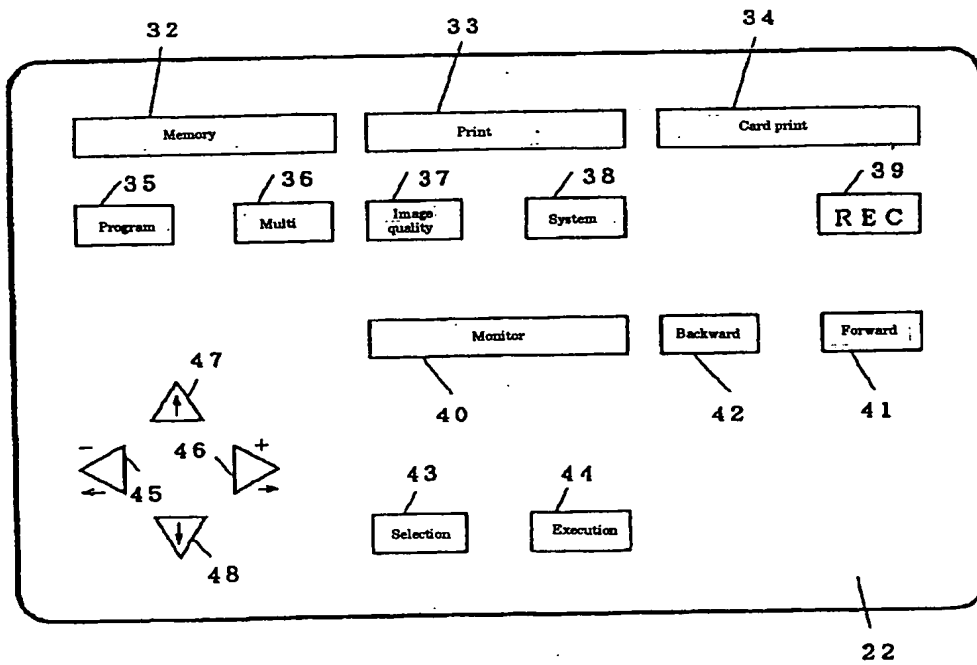 32 33 34
Memory Print Card print
35 36 37 38 39
Program Multi Image quality System REC
Monitor Backward Forward
47
↑
40 42 41
- 46 +
← 45 →
43 44
Selection Execution
↓
48
22